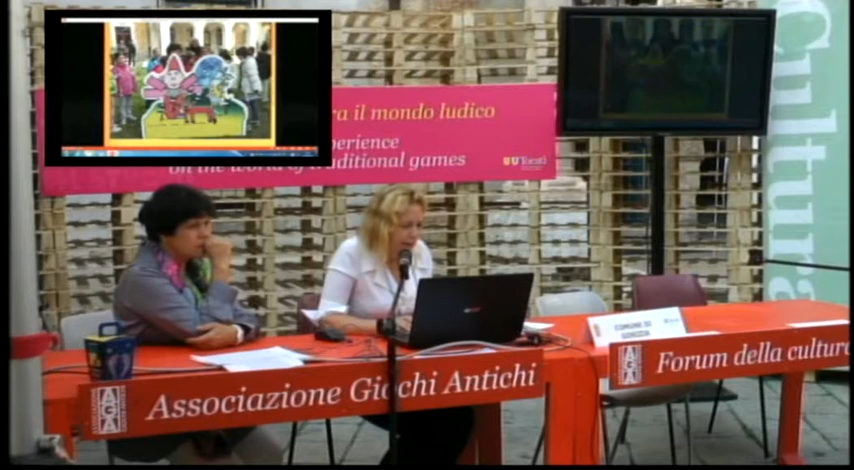 ra il mondo ludico
perience
on the world of traditional games
Tocatì
Cultura
COMUNE DI
GORIZIA
AGA
Associazione Giochi Antichi
AGA
Forum della cultura